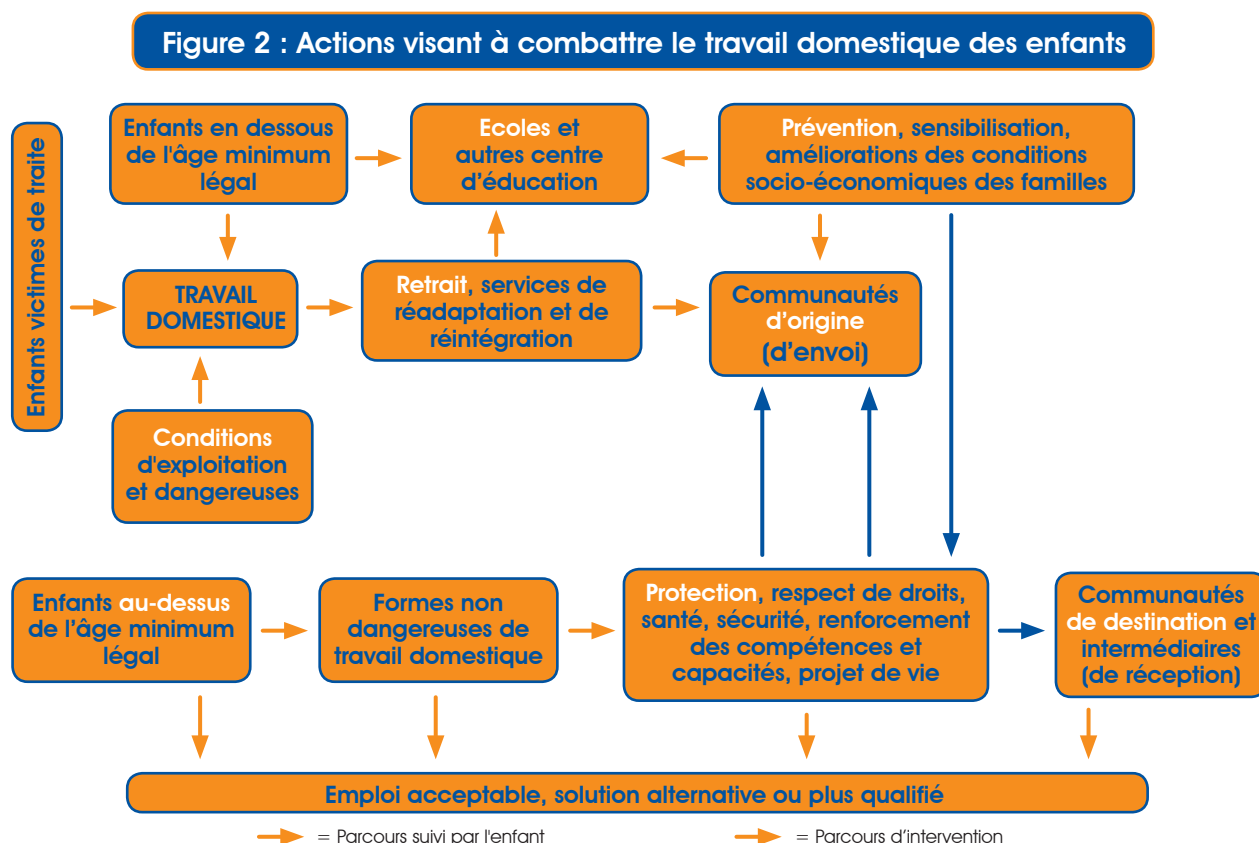 Figure 2 : Actions visant à combattre le travail domestique des enfants
Enfants victimes de traite
Enfants en dessous
de l'âge minimum
légal
Ecoles et
autres centre
d'éducation
Prévention, sensibilisation,
améliorations des conditions
socio-économiques des familles
TRAVAIL
DOMESTIQUE
Retrait, services de
réadaptation et de
réintégration
Communautés
d'origine
(d'envoi)
Conditions
d'exploitation
et dangereuses
Enfants au-dessus
de l'âge minimum
légal
Formes non
dangereuses de
travail domestique
Protection, respect de droits,
santé, sécurité, renforcement
des compétences et
capacités, projet de vie
Communautés
de destination et
intermédiaires
(de réception)
Emploi acceptable, solution alternative ou plus qualifié
= Parcours suivi par l'enfant
= Parcours d'intervention